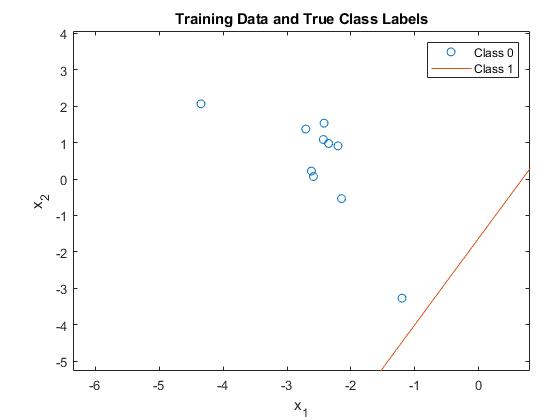 Training Data and True Class Labels
4
3
2
1
0
-1
-2
-3
-4
-5
x2
Class 0
Class 1
-6 -5 -4 -3 -2 -1 0
x1